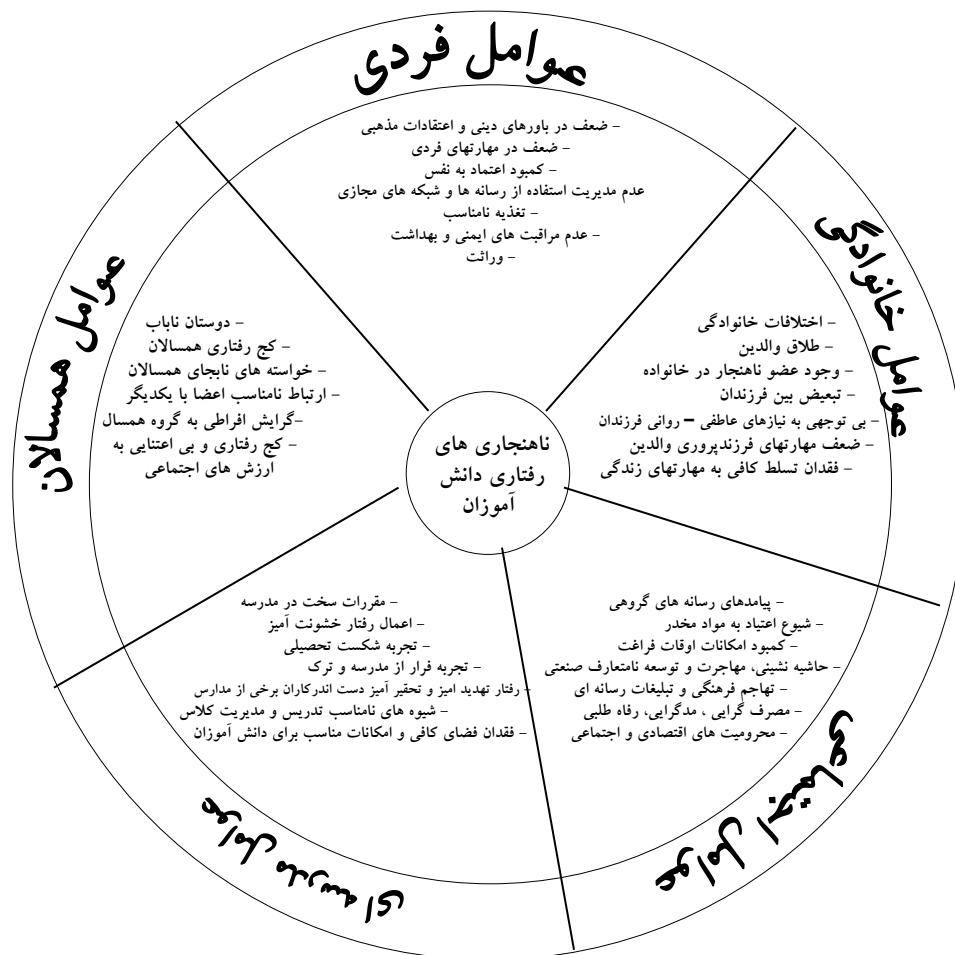 عوامل فردی
– ضعف در باورهای دینی و اعتقادات مذهبی
– ضعف در مهارتهای فردی
– کمبود اعتماد به نفس
عدم مدیریت استفاده از رسانه ها و شبکه های مجازی
– تغذیه نامناسب
– عدم مراقبت های ایمنی و بهداشت
– وراثت
عوامل خانوادگی
– اختلافات خانوادگی
– طلاق والدین
– وجود عضو ناهنجار در خانواده
– تبعیض بین فرزندان
– بی توجهی به نیازهای عاطفی – روانی فرزندان
– ضعف مهارتهای فرزندپروری والدین
– فقدان تسلط کافی به مهارتهای زندگی
عوامل همسالان
– دوستان ناباب
– کج رفتاری همسالان
– خواسته های نابجای همسالان
– ارتباط نامناسب اعضا با یکدیگر
–گرایش افراطی به گروه همسال
– کج رفتاری و بی اعتنایی به
ارزش های اجتماعی
ناهنجاری های
رفتاری دانش
آموزان
– پیامدهای رسانه های گروهی
– شیوع اعتیاد به مواد مخدر
– کمبود امکانات اوقات فراغت
– حاشیه نشینی، مهاجرت و توسعه نامتعارف صنعتی
– تهاجم فرهنگی و تبلیغات رسانه ای
– مصرف گرایی ، مدگرایی، رفاه طلبی
– محرومیت های اقتصادی و اجتماعی
عوامل اجتماعی
– مقررات سخت در مدرسه
– اعمال رفتار خشونت آمیز
– تجربه شکست تحصیلی
– تجربه فرار از مدرسه و ترک
– رفتار تهدید امیز و تحقیر آمیز دست اندرکاران برخی از مدارس
– شیوه های نامناسب تدریس و مدیریت کلاس
– فقدان فضای کافی و امکانات مناسب برای دانش آموزان
عوامل مدرسه ای